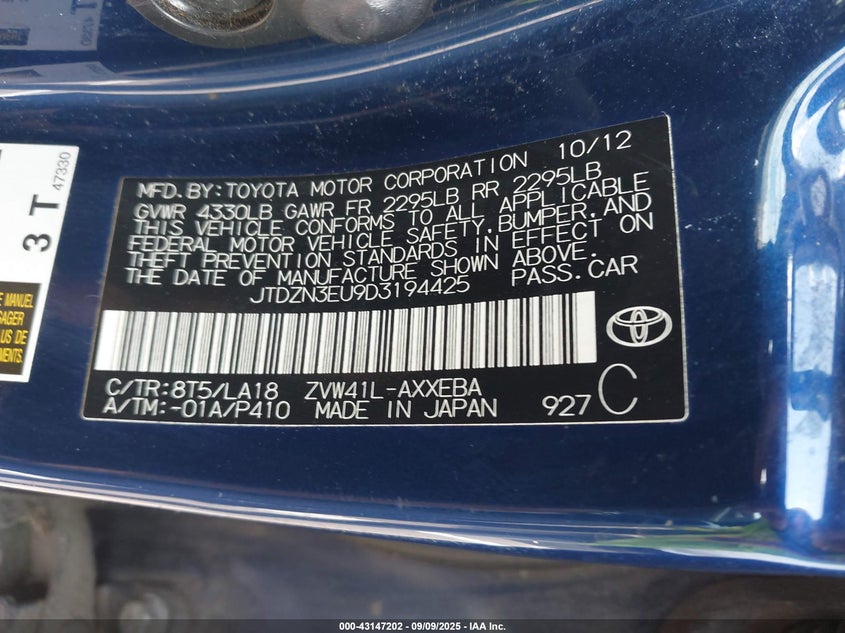 3 T
47330
MANUEL
MFD. BY: TOYOTA MOTOR CORPORATION 10/12
GVWR 4330LB GAWR FR 2295LB RR 2295LB
THIS VEHICLE CONFORMS TO ALL APPLICABLE
FEDERAL MOTOR VEHICLE SAFETY, BUMPER, AND
THEFT PREVENTION STANDARDS IN EFFECT ON
THE DATE OF MANUFACTURE SHOWN ABOVE.
JTDZN3EU9D3194425 PASS. CAR
C/TR: 8T5/LA18 ZVW41L-AXXEBA
A/TM: -01A/P410 MADE IN JAPAN 927 C
000-43147202 - 09/09/2025 - IAA Inc.